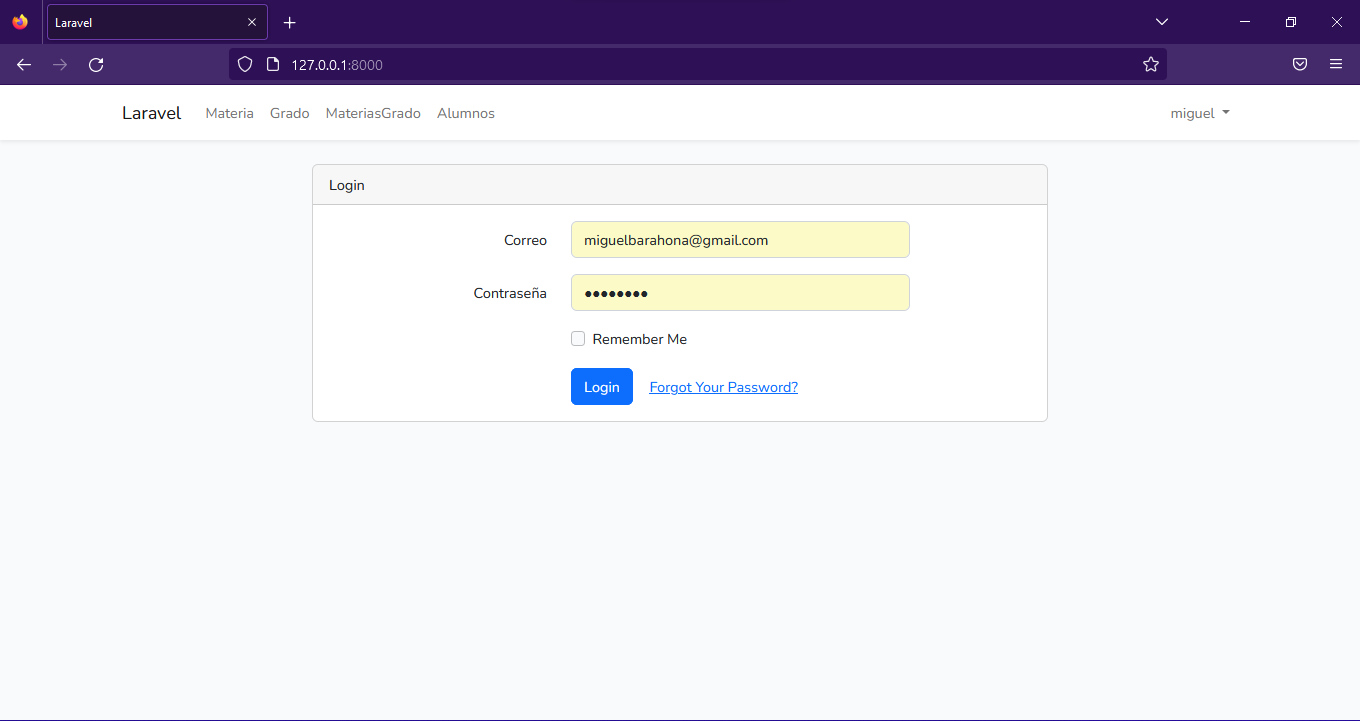 Laravel
127.0.0.1:8000
Laravel Materia Grado MateriasGrado Alumnos miguel
Login
Correo miguelbarahona@gmail.com
Contraseña ●●●●●●●●
Remember Me
Login Forgot Your Password?